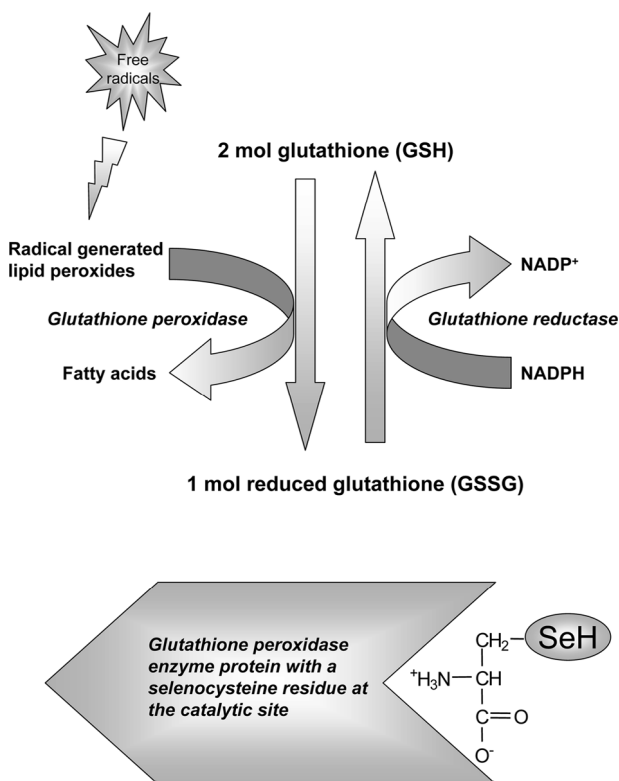 Free
radicals
2 mol glutathione (GSH)
Radical generated
lipid peroxides
NADP+
Glutathione peroxidase
Glutathione reductase
Fatty acids
NADPH
1 mol reduced glutathione (GSSG)
Glutathione peroxidase
enzyme protein with a
selenocysteine residue at
the catalytic site
CH2
SeH
+H3N
CH
C
O
O-